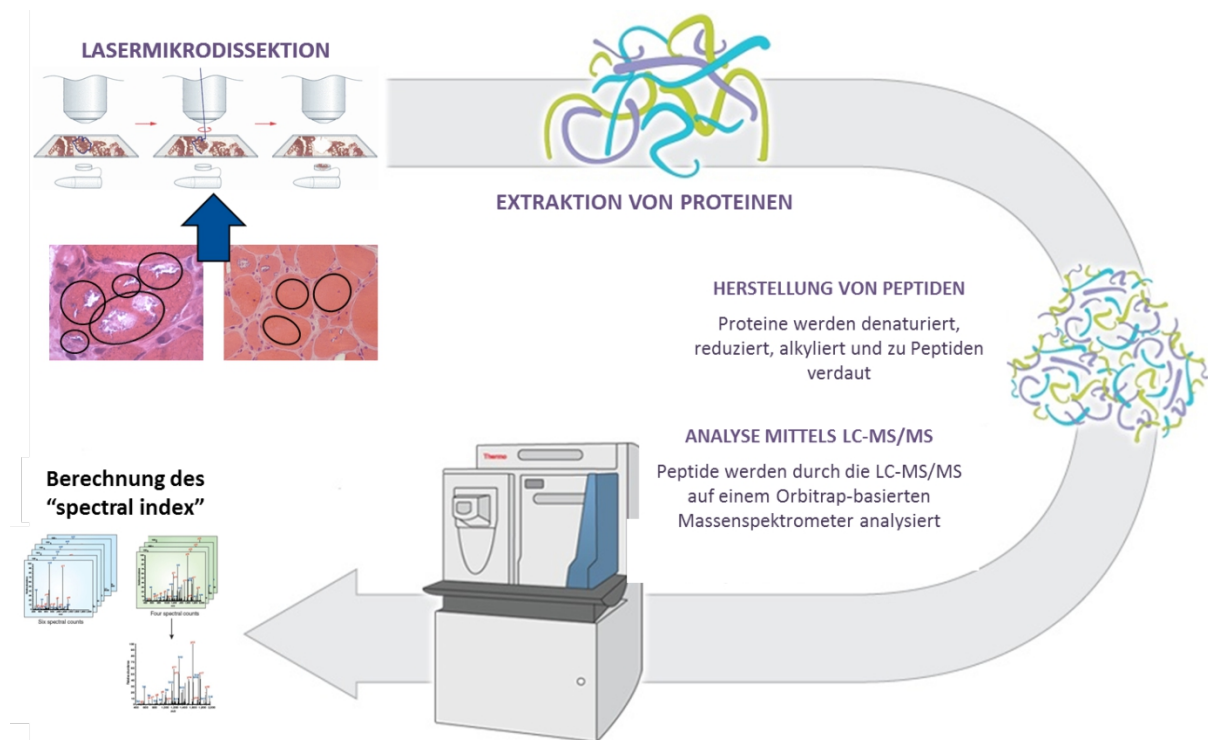 LASERMIKRODISSEKTION
EXTRAKTION VON PROTEINEN
HERSTELLUNG VON PEPTIDEN
Proteine werden denaturiert,
reduziert, alkyliert und zu Peptiden
verdaut
ANALYSE MITTELS LC-MS/MS
Peptide werden durch die LC-MS/MS
auf einem Orbitrap-basierten
Massenspektrometer analysiert
Thermo
Berechnung des
“spectral index”
Six spectral counts
Four spectral counts